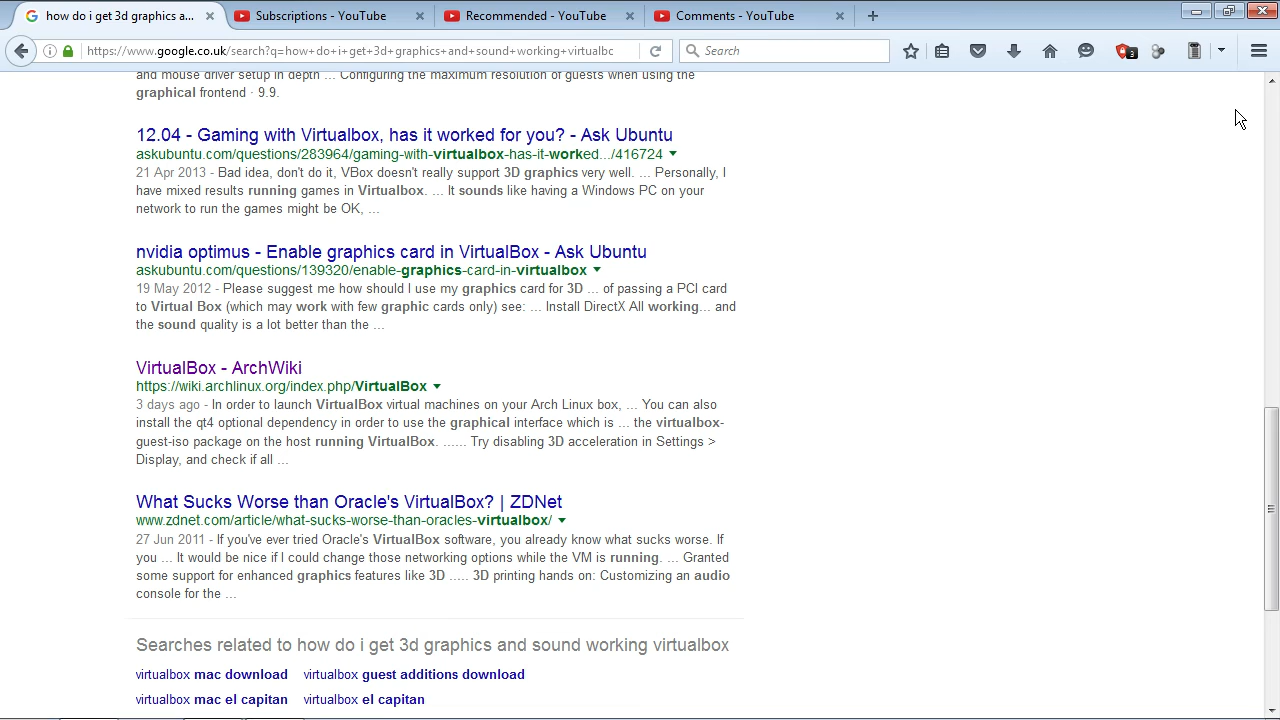 how do i get 3d graphics a...
Subscriptions - YouTube
Recommended - YouTube
Comments - YouTube
https://www.google.co.uk/search?q=how+do+i+get+3d+graphics+and+sound+working+virtualbc
Search
3
and mouse driver setup in depth ... Configuring the maximum resolution of guests when using the
graphical frontend · 9.9.
12.04 - Gaming with Virtualbox, has it worked for you? - Ask Ubuntu
askubuntu.com/questions/283964/gaming-with-virtualbox-has-it-worked.../416724
21 Apr 2013 - Bad idea, don't do it, VBox doesn't really support 3D graphics very well. ... Personally, I
have mixed results running games in Virtualbox. ... It sounds like having a Windows PC on your
network to run the games might be OK, ...
nvidia optimus - Enable graphics card in VirtualBox - Ask Ubuntu
askubuntu.com/questions/139320/enable-graphics-card-in-virtualbox
19 May 2012 - Please suggest me how should I use my graphics card for 3D ... of passing a PCI card
to Virtual Box (which may work with few graphic cards only) see: ... Install DirectX All working... and
the sound quality is a lot better than the ...
VirtualBox - ArchWiki
https://wiki.archlinux.org/index.php/VirtualBox
3 days ago - In order to launch VirtualBox virtual machines on your Arch Linux box, ... You can also
install the qt4 optional dependency in order to use the graphical interface which is ... the virtualbox-
guest-iso package on the host running VirtualBox. ...... Try disabling 3D acceleration in Settings >
Display, and check if all ...
What Sucks Worse than Oracle's VirtualBox? | ZDNet
www.zdnet.com/article/what-sucks-worse-than-oracles-virtualbox/
27 Jun 2011 - If you've ever tried Oracle's VirtualBox software, you already know what sucks worse. If
you ... It would be nice if I could change those networking options while the VM is running. ... Granted
some support for enhanced graphics features like 3D ..... 3D printing hands on: Customizing an audio
console for the ...
Searches related to how do i get 3d graphics and sound working virtualbox
virtualbox mac download virtualbox guest additions download
virtualbox mac el capitan virtualbox el capitan